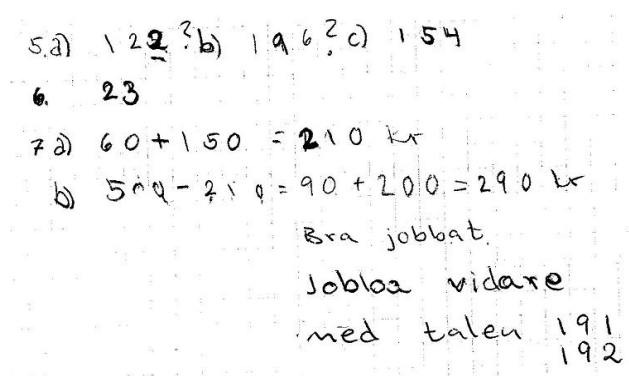 5.a) 122? b) 196? c) 154
6. 23
7a) 60+150 = 210 kr
b) 500-210=90+200=290 kr
Bra jobbat.
Jobba vidare
med talen 191
192